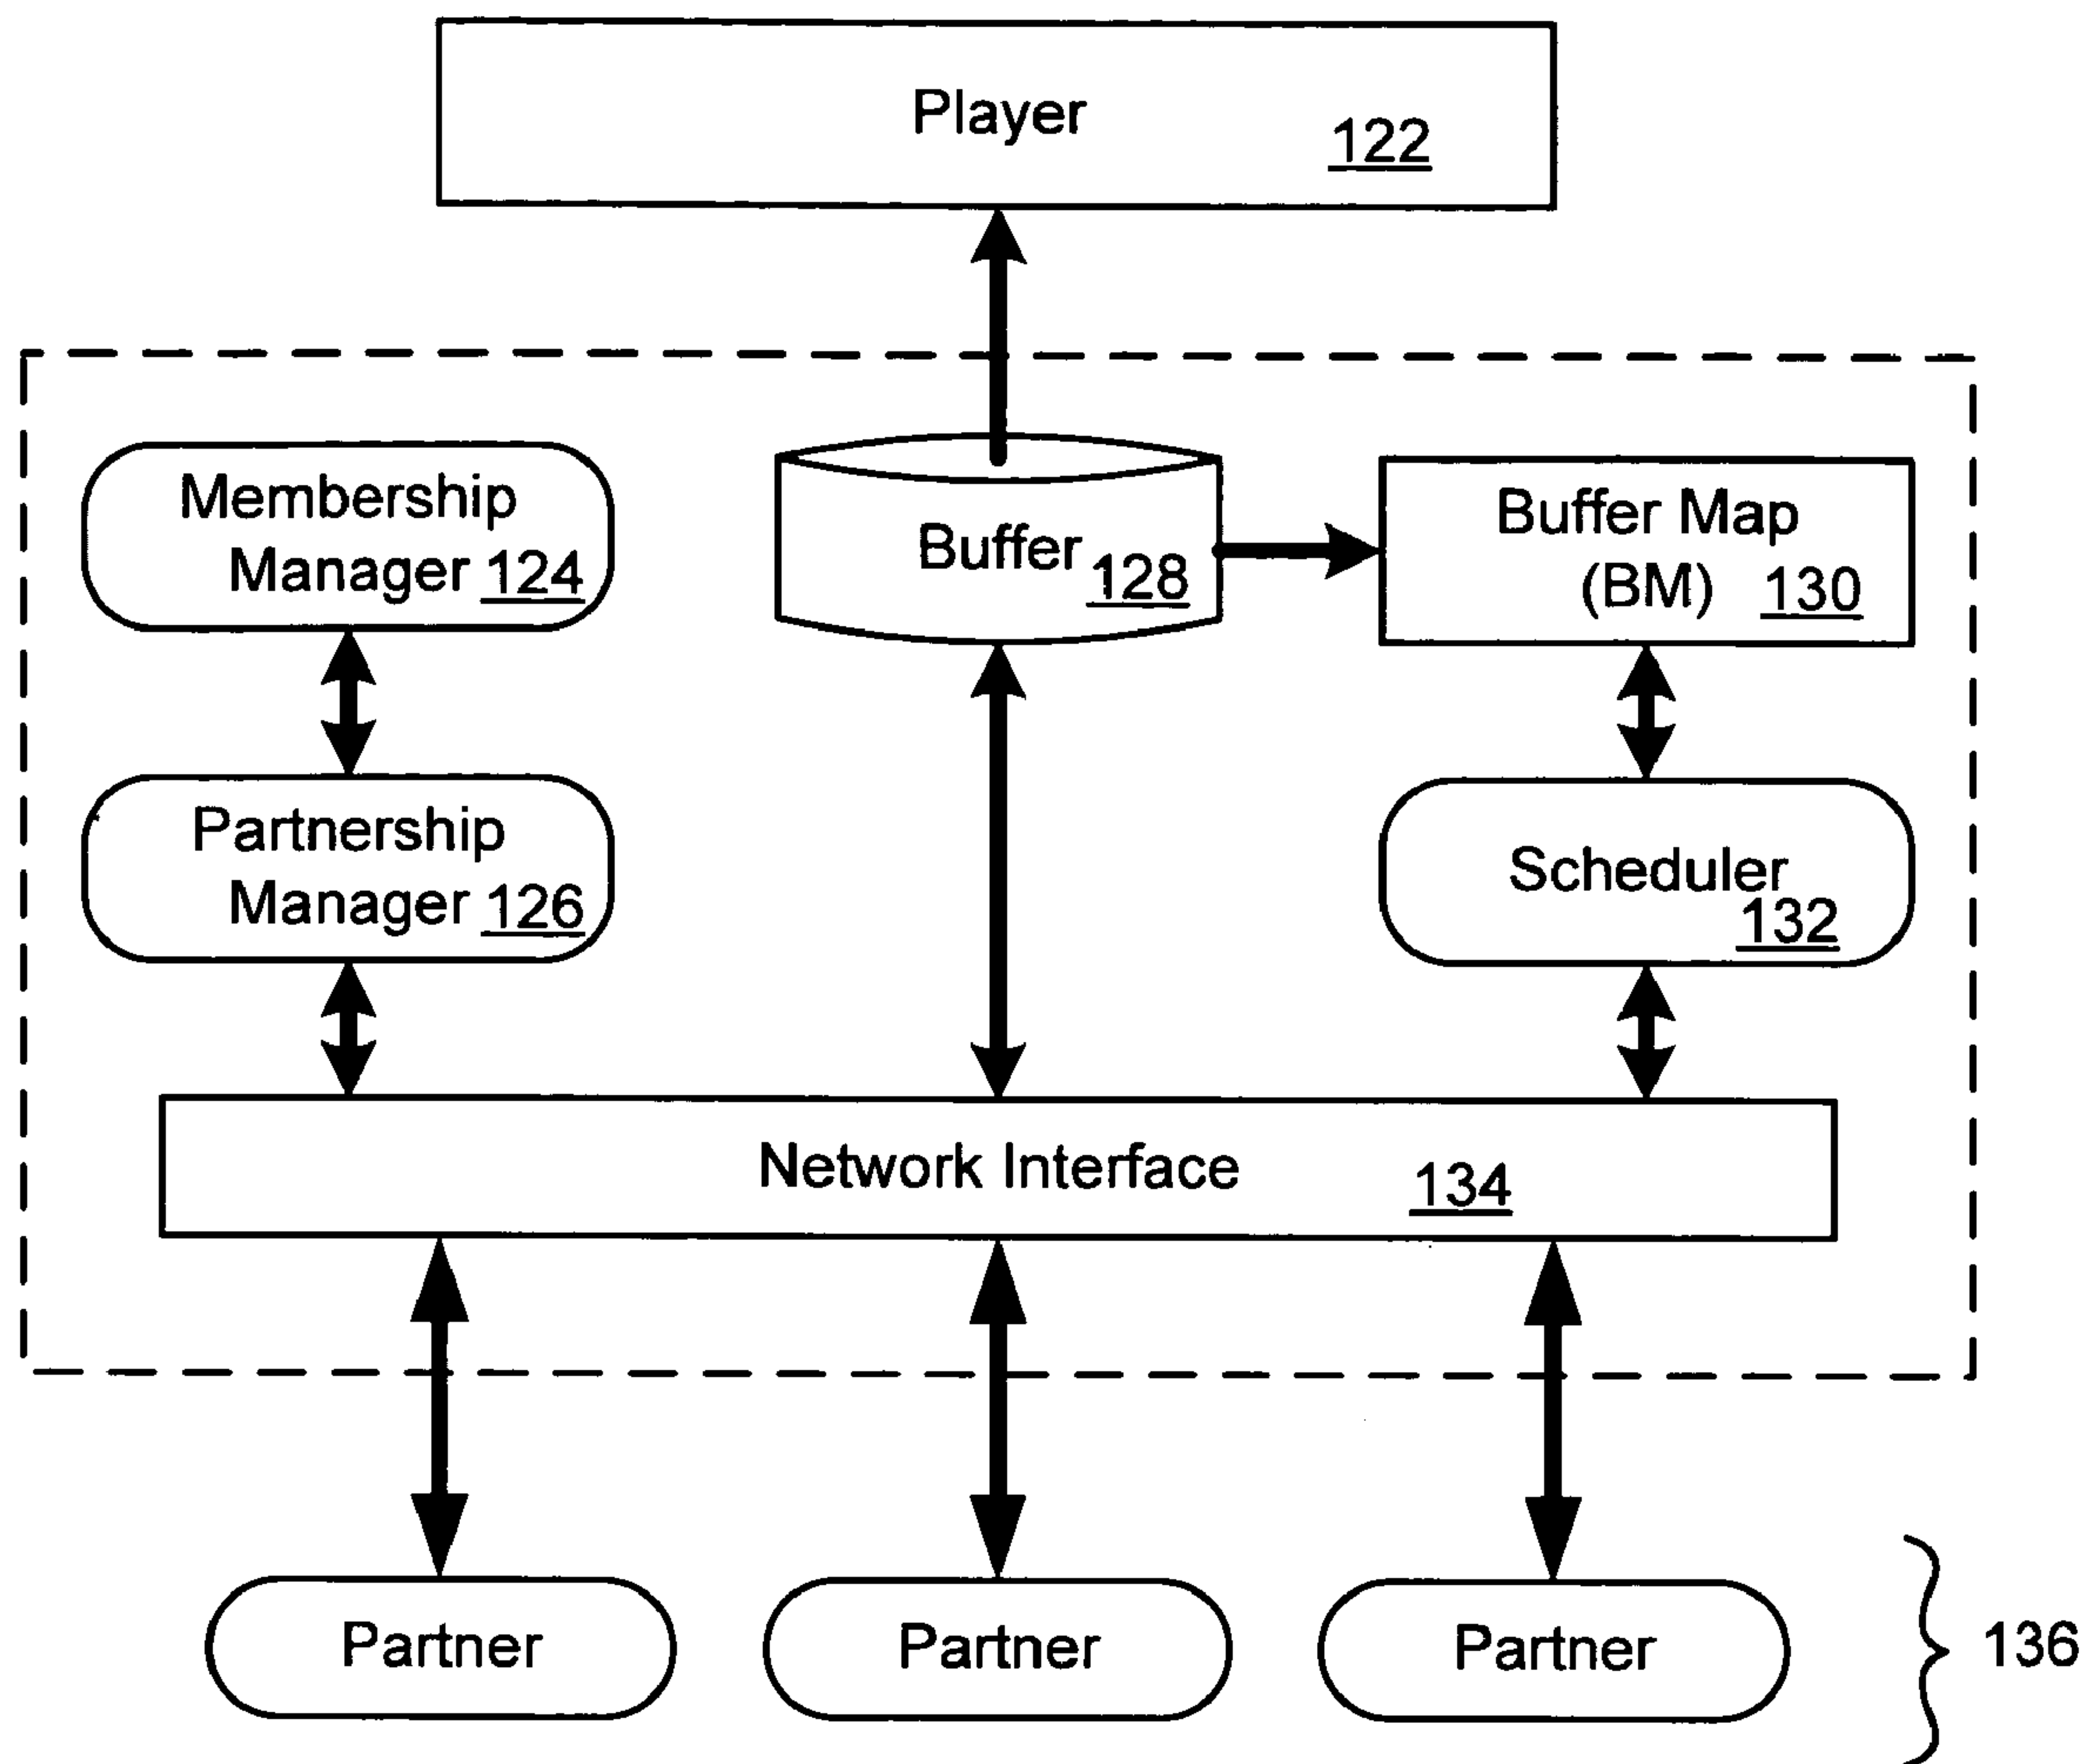 Player 122
Membership
Manager 124
Buffer 128
Buffer Map
(BM) 130
Partnership
Manager 126
Scheduler
132
Network Interface 134
Partner
Partner
Partner
136